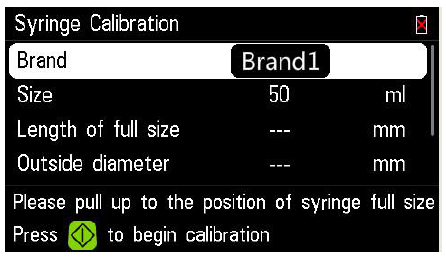 Syringe Calibration
Brand Brand1
Size 50 ml
Length of full size --- mm
Outside diameter --- mm
Please pull up to the position of syringe full size
Press to begin calibration